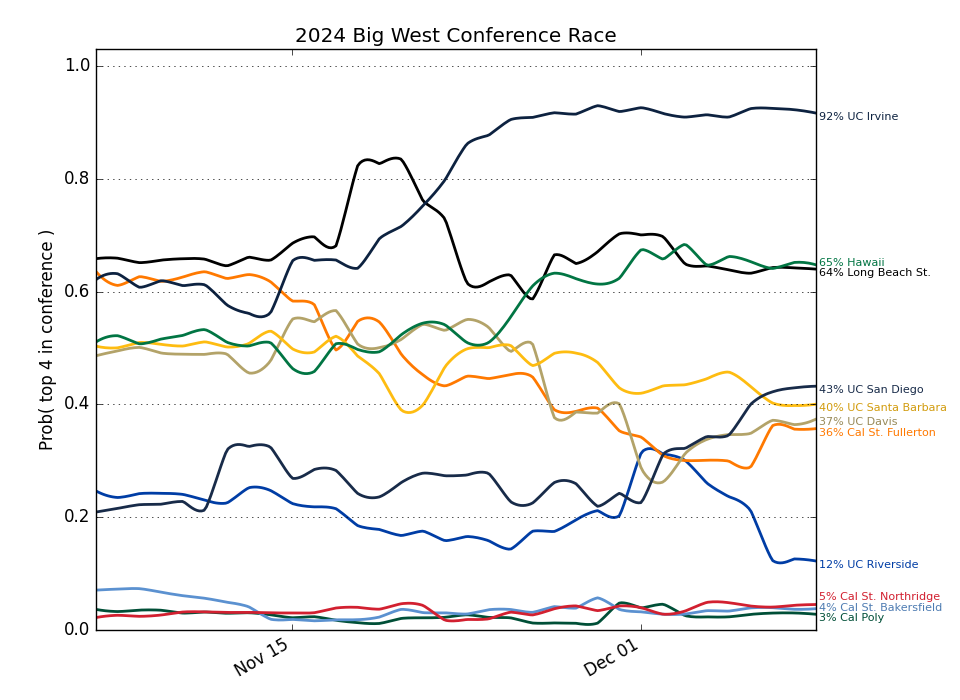 2024 Big West Conference Race
Prob( top 4 in conference )
1.0
0.8
0.6
0.4
0.2
0.0
Nov 15
Dec 01
92% UC Irvine
65% Hawaii
64% Long Beach St.
43% UC San Diego
40% UC Santa Barbara
37% UC Davis
36% Cal St. Fullerton
12% UC Riverside
5% Cal St. Northridge
4% Cal St. Bakersfield
3% Cal Poly